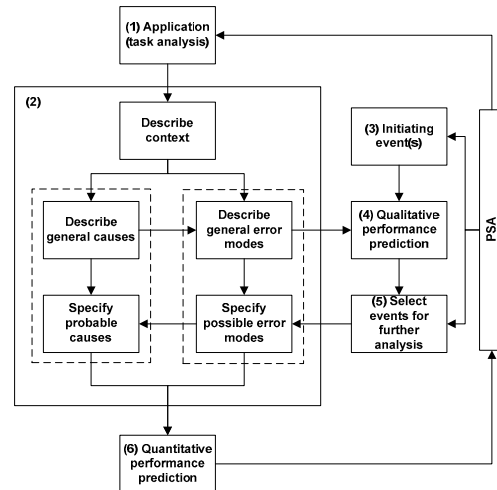 (1) Application
(task analysis)
(2)
Describe
context
(3) Initiating
event(s)
Describe
general causes
Describe
general error
modes
(4) Qualitative
performance
prediction
PSA
Specify
probable
causes
Specify
possible error
modes
(5) Select
events for
further
analysis
(6) Quantitative
performance
prediction